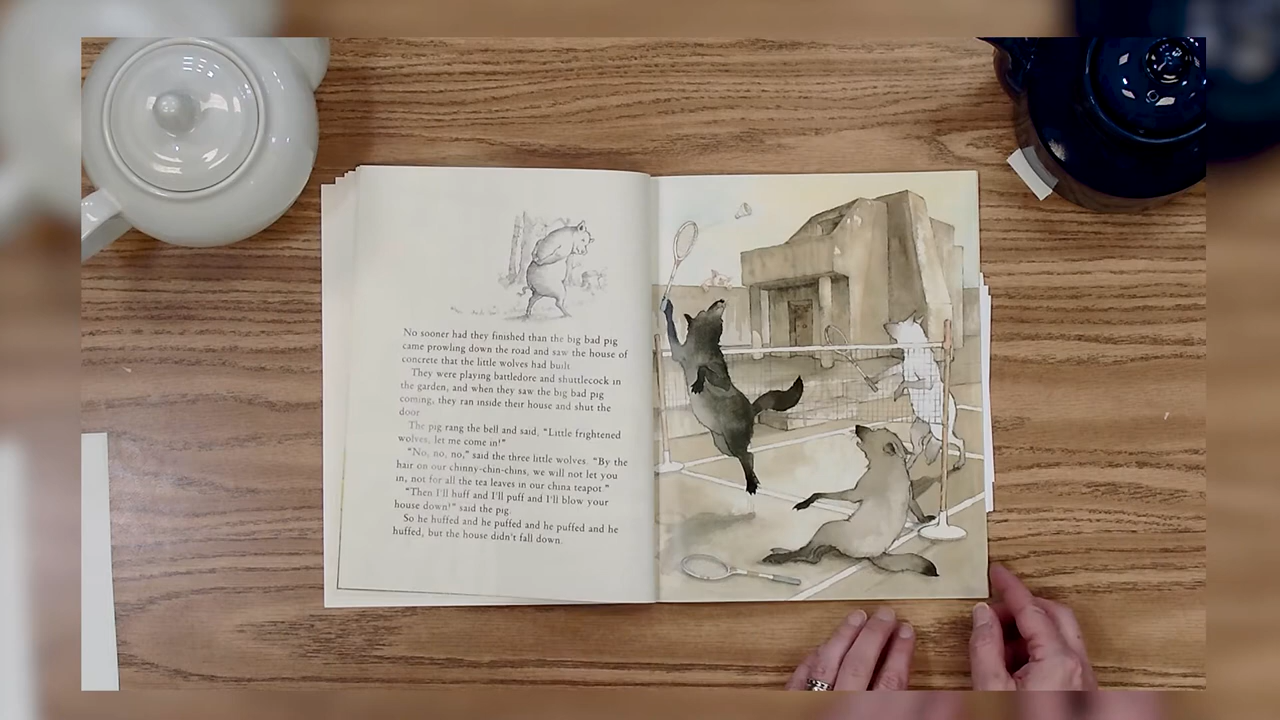 No sooner had they finished than the big bad pig
came prowling down the road and saw the house of
concrete that the little wolves had built
They were playing battledore and shuttlecock in
the garden, and when they saw the big bad pig
coming, they ran inside their house and shut the
door
The pig rang the bell and said, "Little frightened
wolves, let me come in!"
"No, no, no," said the three little wolves. "By the
hair on our chinny-chin-chins, we will not let you
in, not for all the tea leaves in our china teapot."
"Then I'll huff and I'll puff and I'll blow your
house down!" said the pig.
So he huffed and he puffed and he puffed and he
huffed, but the house didn't fall down.